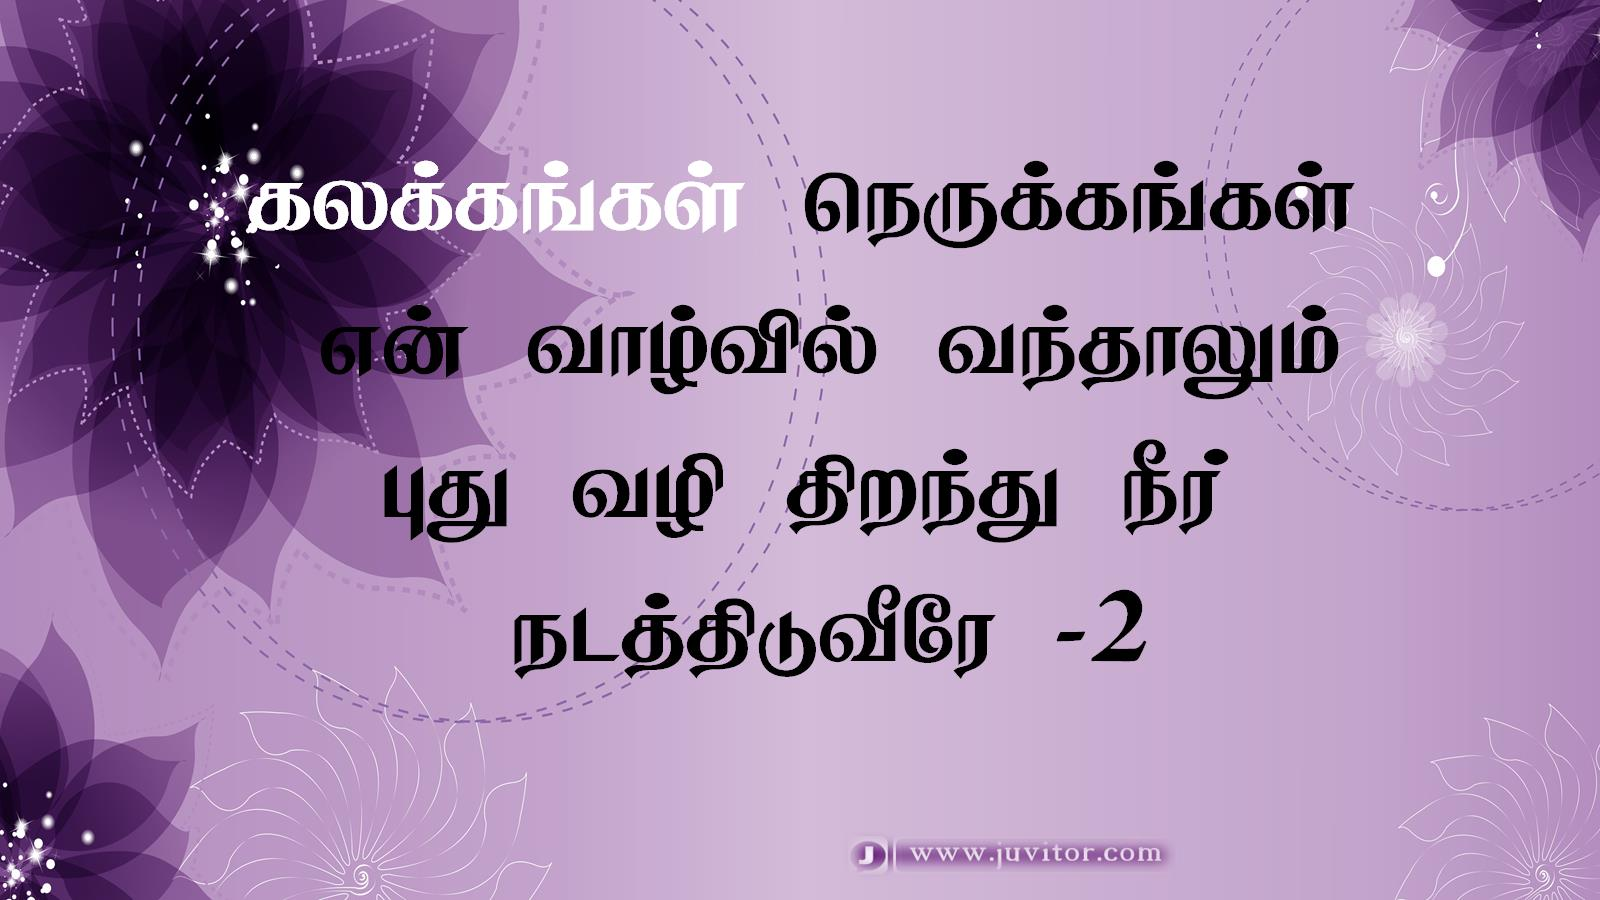 கலக்கங்கள் நெருக்கங்கள்
என் வாழ்வில் வந்தாலும்
புது வழி திறந்து நீர்
நடத்திடுவீரே -2
J www.juvitor.com